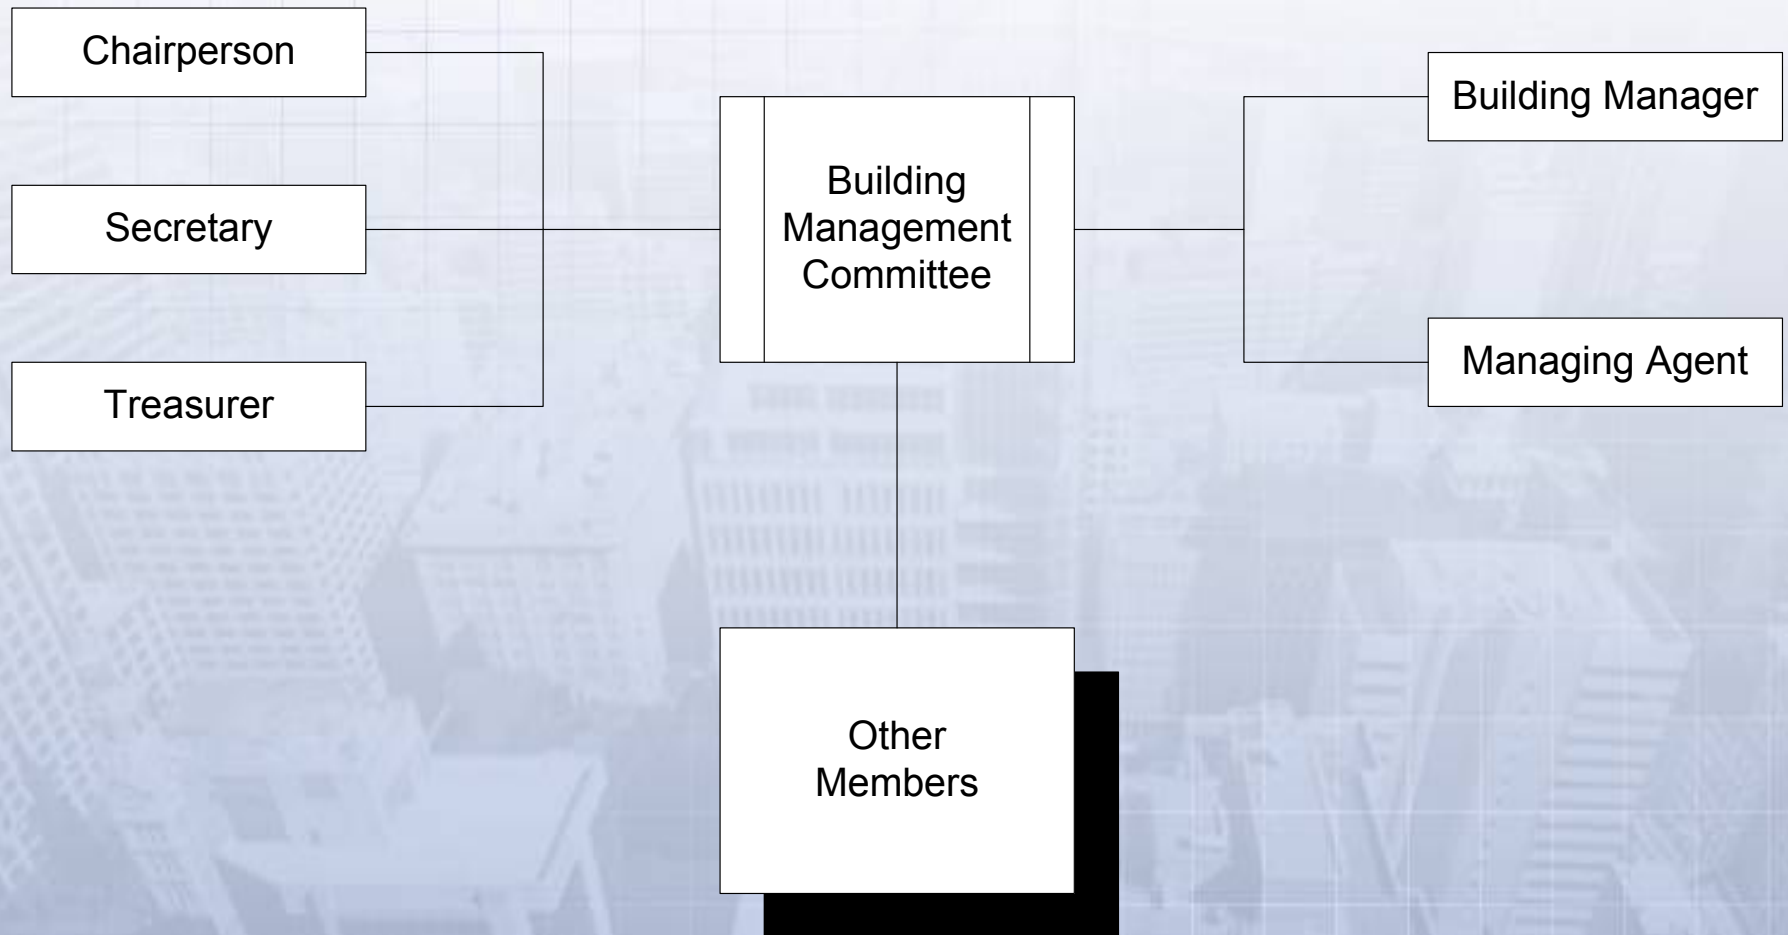 Chairperson
Secretary
Treasurer
Building
Management
Committee
Building Manager
Managing Agent
Other
Members